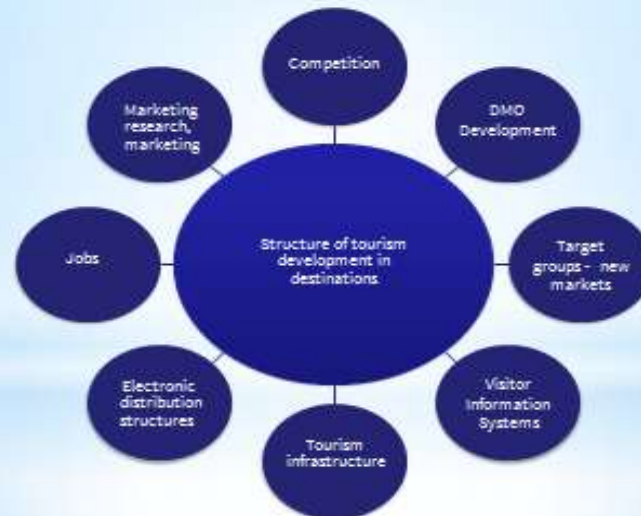 Competition
DMO
Development
Target
groups - new
markets
Visitor
Information
Systems
Tourism
infrastructure
Electronic
distribution
structures
Jobs
Marketing
research,
marketing
Structure of tourism
development in
destinations